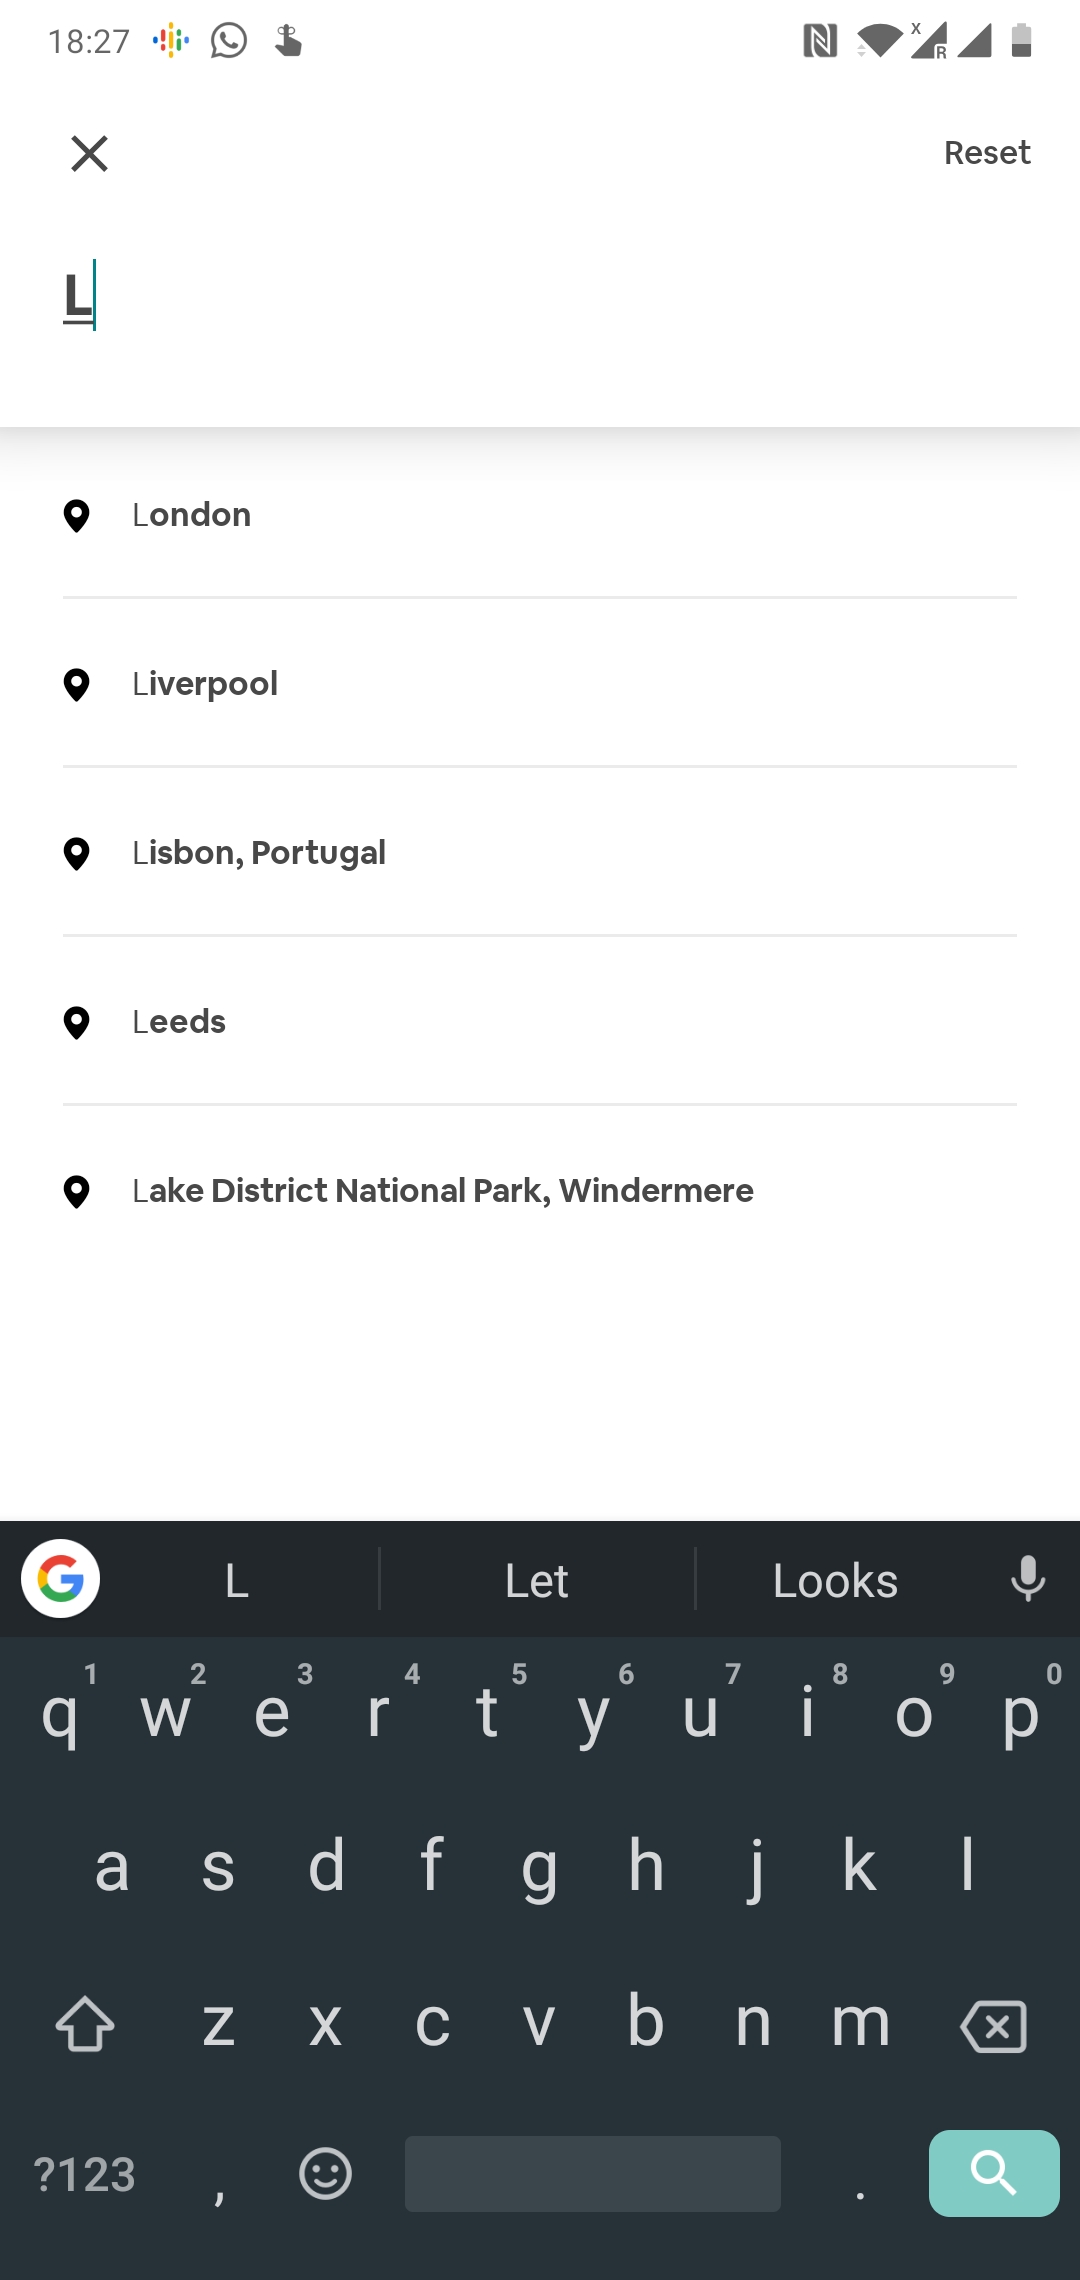 18:27
X R
Reset
L
London
Liverpool
Lisbon, Portugal
Leeds
Lake District National Park, Windermere
G L Let Looks
1 2 3 4 5 6 7 8 9 0
q w e r t y u i o p
a s d f g h j k l
z x c v b n m
?123 , .